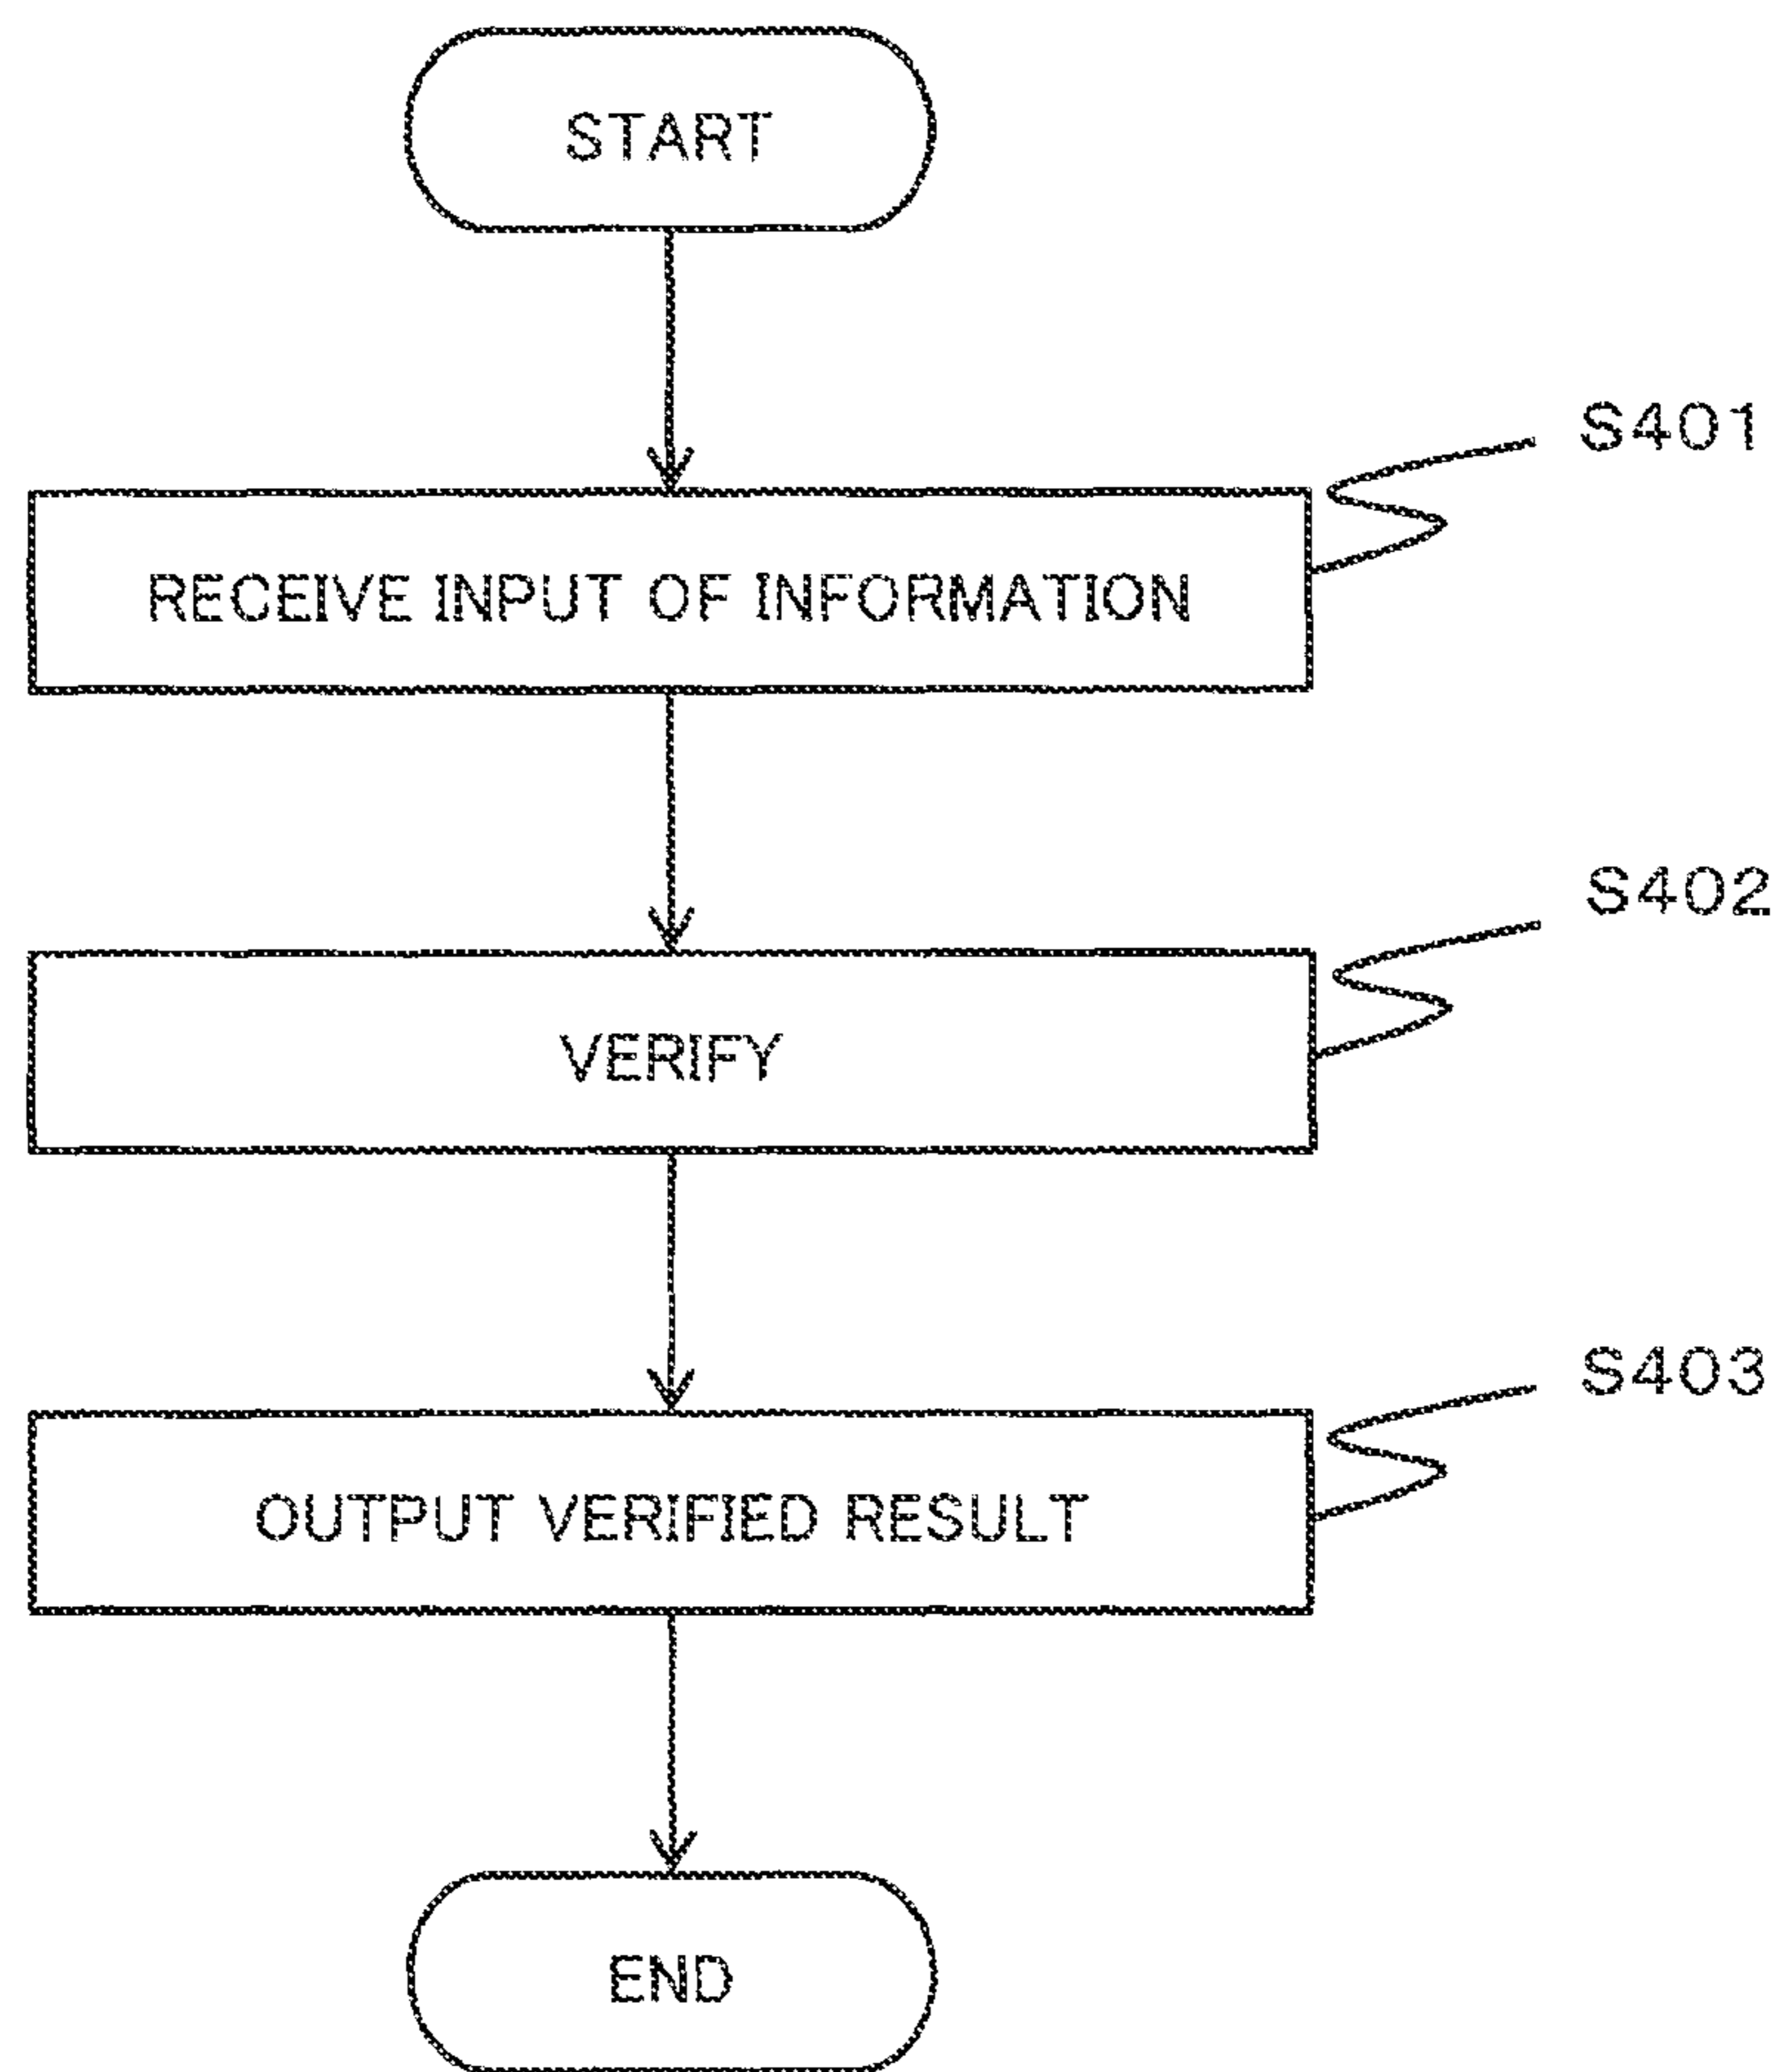 START
S401
RECEIVE INPUT OF INFORMATION
S402
VERIFY
S403
OUTPUT VERIFIED RESULT
END